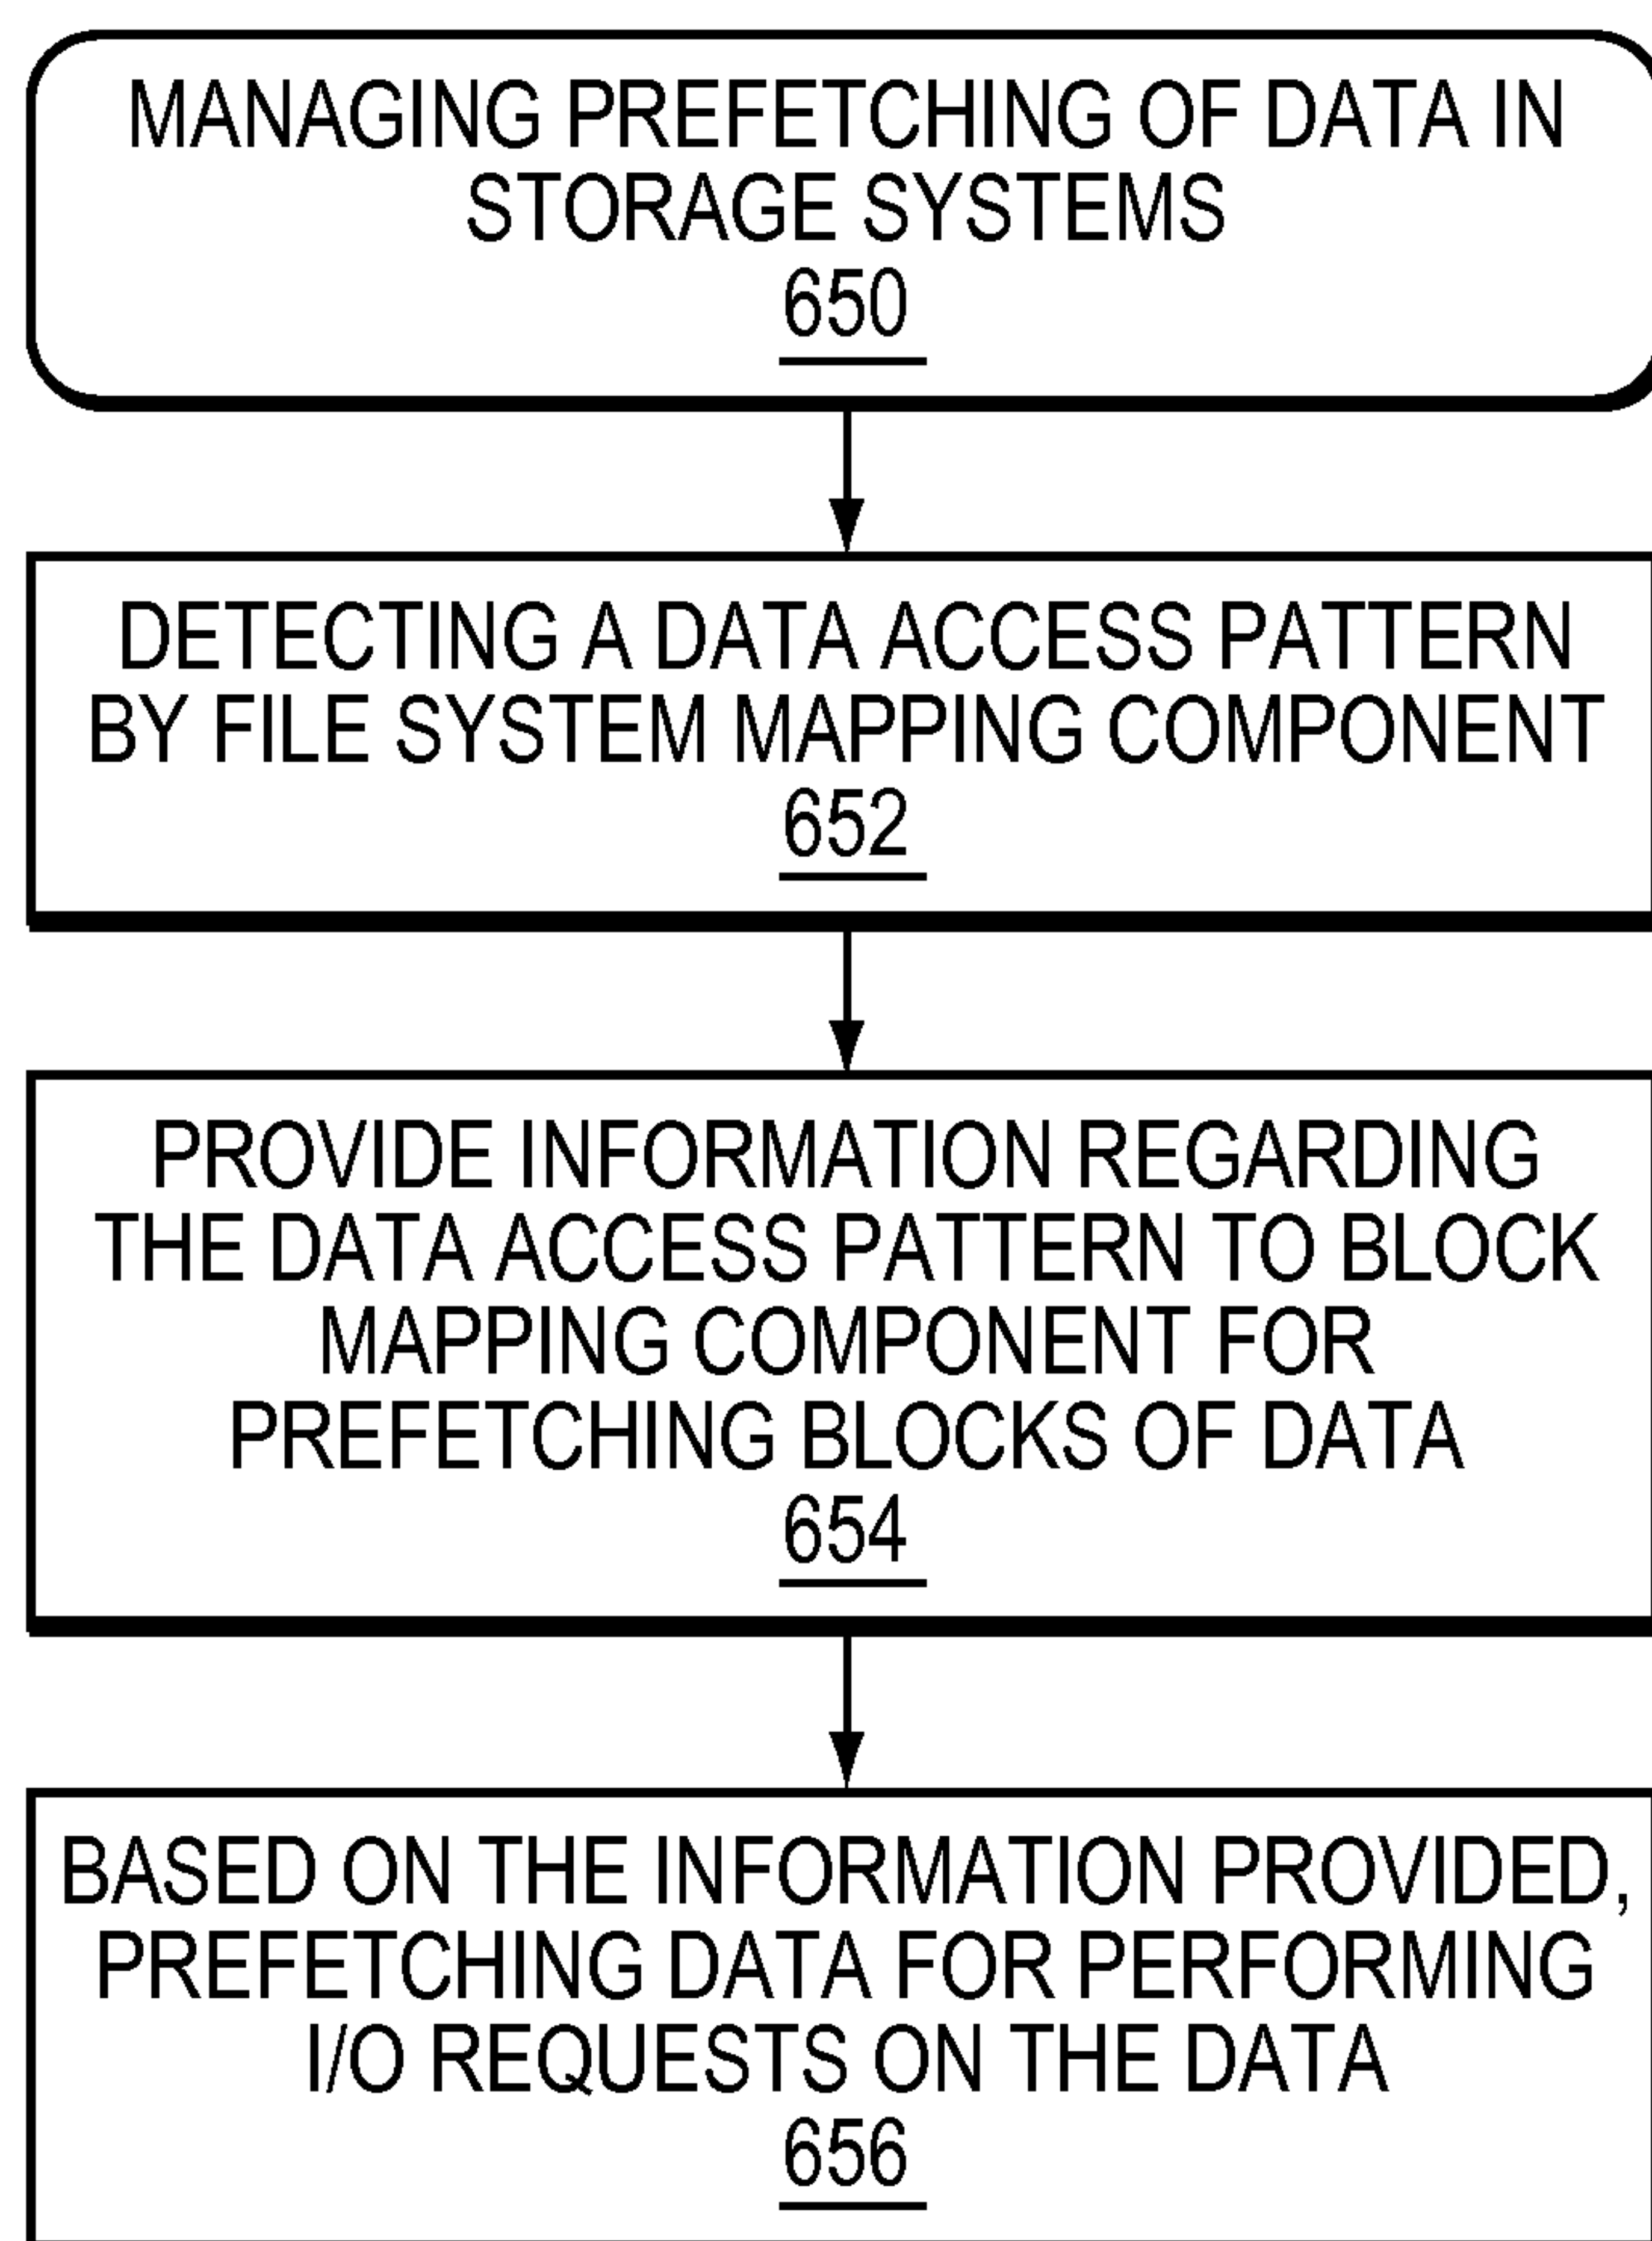 MANAGING PREFETCHING OF DATA IN
STORAGE SYSTEMS
650
DETECTING A DATA ACCESS PATTERN
BY FILE SYSTEM MAPPING COMPONENT
652
PROVIDE INFORMATION REGARDING
THE DATA ACCESS PATTERN TO BLOCK
MAPPING COMPONENT FOR
PREFETCHING BLOCKS OF DATA
654
BASED ON THE INFORMATION PROVIDED,
PREFETCHING DATA FOR PERFORMING
I/O REQUESTS ON THE DATA
656